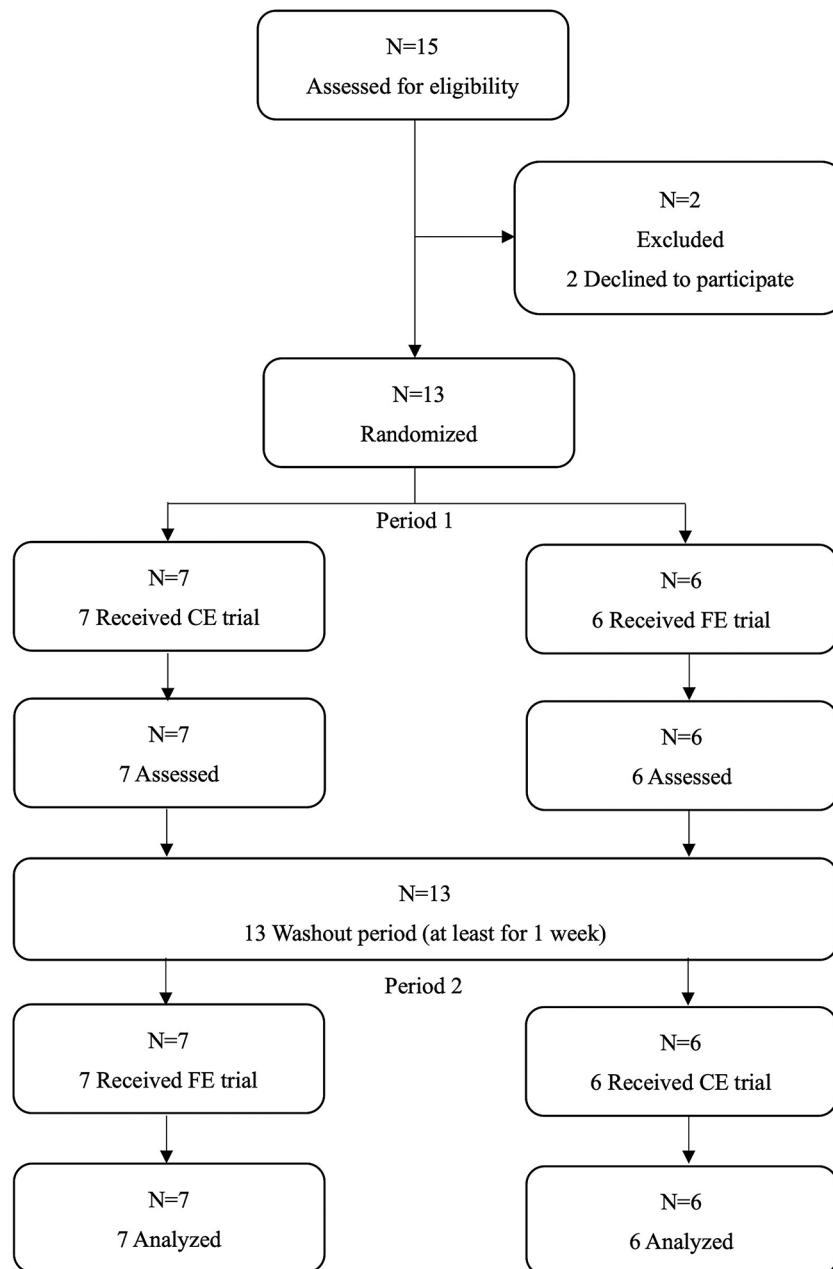 N=15
Assessed for eligibility
N=2
Excluded
2 Declined to participate
N=13
Randomized
Period 1
N=7
7 Received CE trial
N=6
6 Received FE trial
N=7
7 Assessed
N=6
6 Assessed
N=13
13 Washout period (at least for 1 week)
Period 2
N=7
7 Received FE trial
N=6
6 Received CE trial
N=7
7 Analyzed
N=6
6 Analyzed